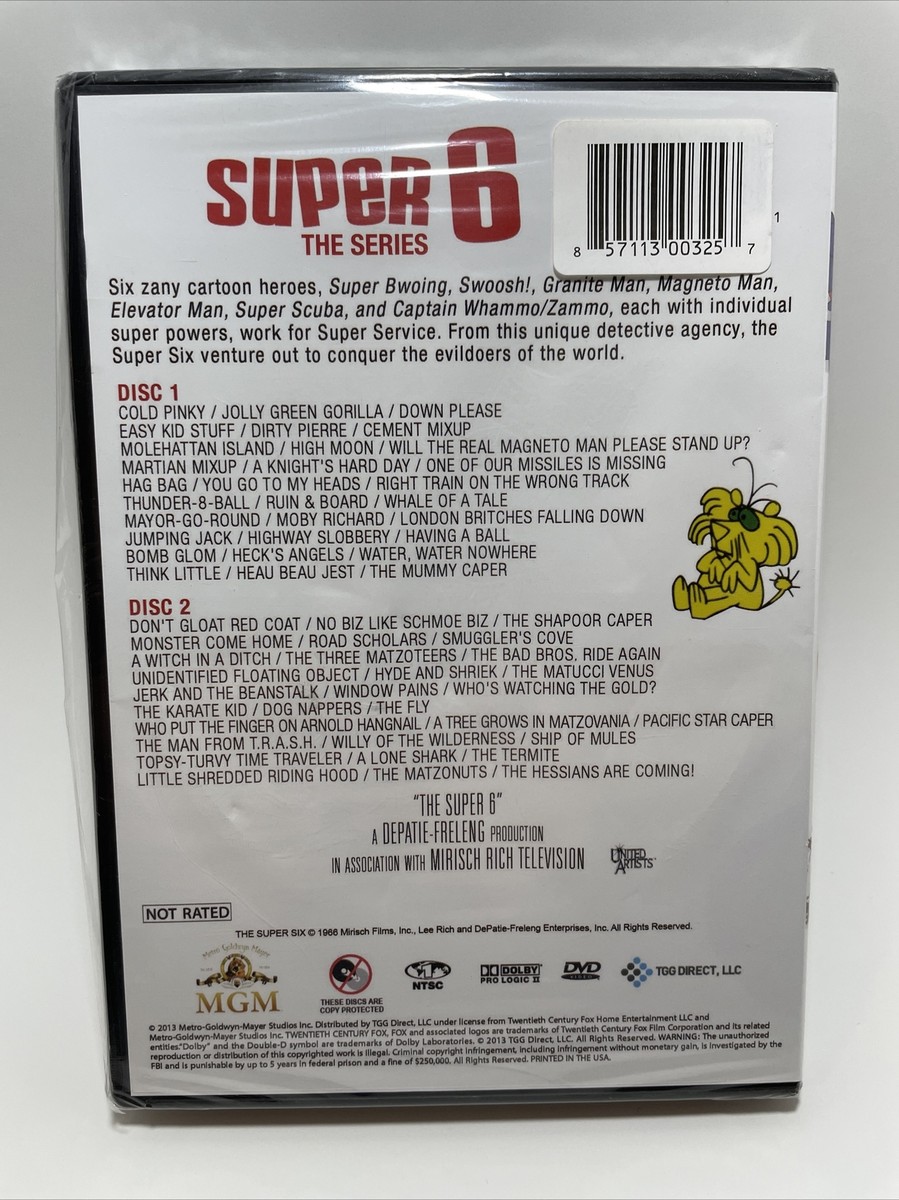 SUPER 6
THE SERIES
8 57113 00325 7
1
Six zany cartoon heroes, Super Bwoing, Swoosh!, Granite Man, Magneto Man,
Elevator Man, Super Scuba, and Captain Whammo/Zammo, each with individual
super powers, work for Super Service. From this unique detective agency, the
Super Six venture out to conquer the evildoers of the world.
DISC 1
COLD PINKY / JOLLY GREEN GORILLA / DOWN PLEASE
EASY KID STUFF / DIRTY PIERRE / CEMENT MIXUP
MOLEHATTAN ISLAND / HIGH MOON / WILL THE REAL MAGNETO MAN PLEASE STAND UP?
MARTIAN MIXUP / A KNIGHT'S HARD DAY / ONE OF OUR MISSILES IS MISSING
HAG BAG / YOU GO TO MY HEADS / RIGHT TRAIN ON THE WRONG TRACK
THUNDER-8-BALL / RUIN & BOARD / WHALE OF A TALE
MAYOR-GO-ROUND / MOBY RICHARD / LONDON BRITCHES FALLING DOWN
JUMPING JACK / HIGHWAY SLOBBERY / HAVING A BALL
BOMB GLOM / HECK'S ANGELS / WATER, WATER NOWHERE
THINK LITTLE / HEAU BEAU JEST / THE MUMMY CAPER
DISC 2
DON'T GLOAT RED COAT / NO BIZ LIKE SCHMOE BIZ / THE SHAPOOR CAPER
MONSTER COME HOME / ROAD SCHOLARS / SMUGGLER'S COVE
A WITCH IN A DITCH / THE THREE MATZOTEERS / THE BAD BROS. RIDE AGAIN
UNIDENTIFIED FLOATING OBJECT / HYDE AND SHRIEK / THE MATUCCI VENUS
JERK AND THE BEANSTALK / WINDOW PAINS / WHO'S WATCHING THE GOLD?
THE KARATE KID / DOG NAPPERS / THE FLY
WHO PUT THE FINGER ON ARNOLD HANGNAIL / A TREE GROWS IN MATZOVANIA / PACIFIC STAR CAPER
THE MAN FROM T.R.A.S.H. / WILLY OF THE WILDERNESS / SHIP OF MULES
TOPSY-TURVY TIME TRAVELER / A LONE SHARK / THE TERMITE
LITTLE SHREDDED RIDING HOOD / THE MATZONUTS / THE HESSIANS ARE COMING!
"THE SUPER 6"
A DEPATIE-FRELENG PRODUCTION
IN ASSOCIATION WITH MIRISCH RICH TELEVISION
UNITED ARTISTS
NOT RATED
THE SUPER SIX © 1966 Mirisch Films, Inc., Lee Rich and DePatie-Freleng Enterprises, Inc. All Rights Reserved.
Metro Goldwyn Mayer
MGM
THESE DISCS ARE
COPY PROTECTED
1
NTSC
DOLBY
PRO LOGIC II
DVD
VIDEO
TGG DIRECT, LLC
© 2013 Metro-Goldwyn-Mayer Studios Inc. Distributed by TGG Direct, LLC under license from Twentieth Century Fox Home Entertainment LLC and
Metro-Goldwyn-Mayer Studios Inc. TWENTIETH CENTURY FOX, FOX and associated logos are trademarks of Twentieth Century Fox Film Corporation and its related
entities."Dolby" and the Double-D symbol are trademarks of Dolby Laboratories. © 2013 TGG Direct, LLC. All Rights Reserved. WARNING: The unauthorized
reproduction or distribution of this copyrighted work is illegal. Criminal copyright infringement, including infringement without monetary gain, is investigated by the
FBI and is punishable by up to 5 years in federal prison and a fine of $250,000. All Rights Reserved. PRINTED IN THE USA.